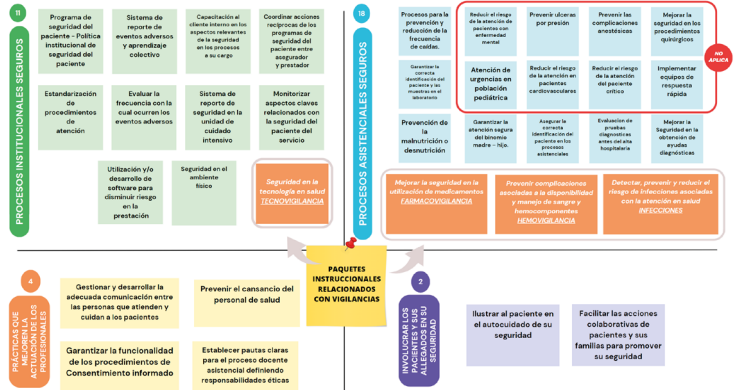 11
PROCESOS INSTITUCIONALES SEGUROS
Programa de
seguridad del
paciente - Política
institucional de
seguridad del
paciente
Sistema de
reporte de
eventos adversos
y aprendizaje
colectivo
Capacitación al
cliente interno en los
aspectos relevantes
de la seguridad
en los procesos
a su cargo
Coordinar acciones
recíprocas de los
programas de
seguridad del
paciente entre
asegurador
y prestador
Estandarización
de
procedimientos
de atención
Evaluar la
frecuencia con la
cual ocurren los
eventos adversos
Sistema de
reporte de
seguridad en la
unidad de
cuidado
intensivo
Monitorizar
aspectos claves
relacionados con
la seguridad del
paciente del
servicio
Utilización y/o
desarrollo de
software para
disminuir riesgo
en la
prestación
Seguridad en el
ambiente
físico
Seguridad en la
tecnología en salud
TECNOVIGILANCIA
18
PROCESOS ASISTENCIALES SEGUROS
Procesos para la
prevención y
reducción de la
frecuencia
de caídas.
Reducir el riesgo
de la atención de
pacientes con
enfermedad
mental
Prevenir ulceras
por presión
Prevenir las
complicaciones
anestésicas
Mejorar la
seguridad en los
procedimientos
quirúrgicos
NO
APLICA
Garantizar la
correcta
identificación del
paciente y las
muestras en el
laboratorio
Atención de
urgencias en
población
pediátrica
Reducir el riesgo
de la atención en
pacientes
cardiovasculares
Reducir el riesgo
de la atención
del paciente
crítico
Implementar
equipos de
respuesta
rápida
Prevención de
la
malnutrición o
desnutrición
Garantizar la
atención segura
del binomio
madre - hijo.
Asegurar la
correcta
identificación del
paciente en los
procesos
asistenciales
Evaluacion de
pruebas
diagnosticas
antes del alta
hospitalaria
Mejorar la
Seguridad en la
obtención de
ayudas
diagnósticas
Mejorar la seguridad en la
utilización de medicamentos
FARMACOVIGILANCIA
Prevenir complicaciones
asociadas a la disponibilidad
y manejo de sangre y
hemocomponentes
HEMOVIGILANCIA
Detectar, prevenir y reducir el
riesgo de infecciones asociadas
con la atención en salud
INFECCIONES
PAQUETES
INSTRUCCIONALES
RELACIONADOS
CON VIGILANCIAS
4
PRÁCTICAS QUE
MEJOREN LA
ACTUACIÓN DE LOS
PROFESIONALES
Gestionar y desarrollar la
adecuada comunicación entre
las personas que atienden y
cuidan a los pacientes
Prevenir el cansancio del
personal de salud
Garantizar la funcionalidad
de los procedimientos de
Consentimiento informado
Establecer pautas claras
para el proceso docente
asistencial definiendo
responsabilidades éticas
2
INVOLUCRAR LOS
PACIENTES Y SUS
ALLEGADOS EN SU
SEGURIDAD
Ilustrar al paciente en
el autocuidado de su
seguridad
Facilitar las acciones
colaborativas de
pacientes y sus
familias para promover
su seguridad